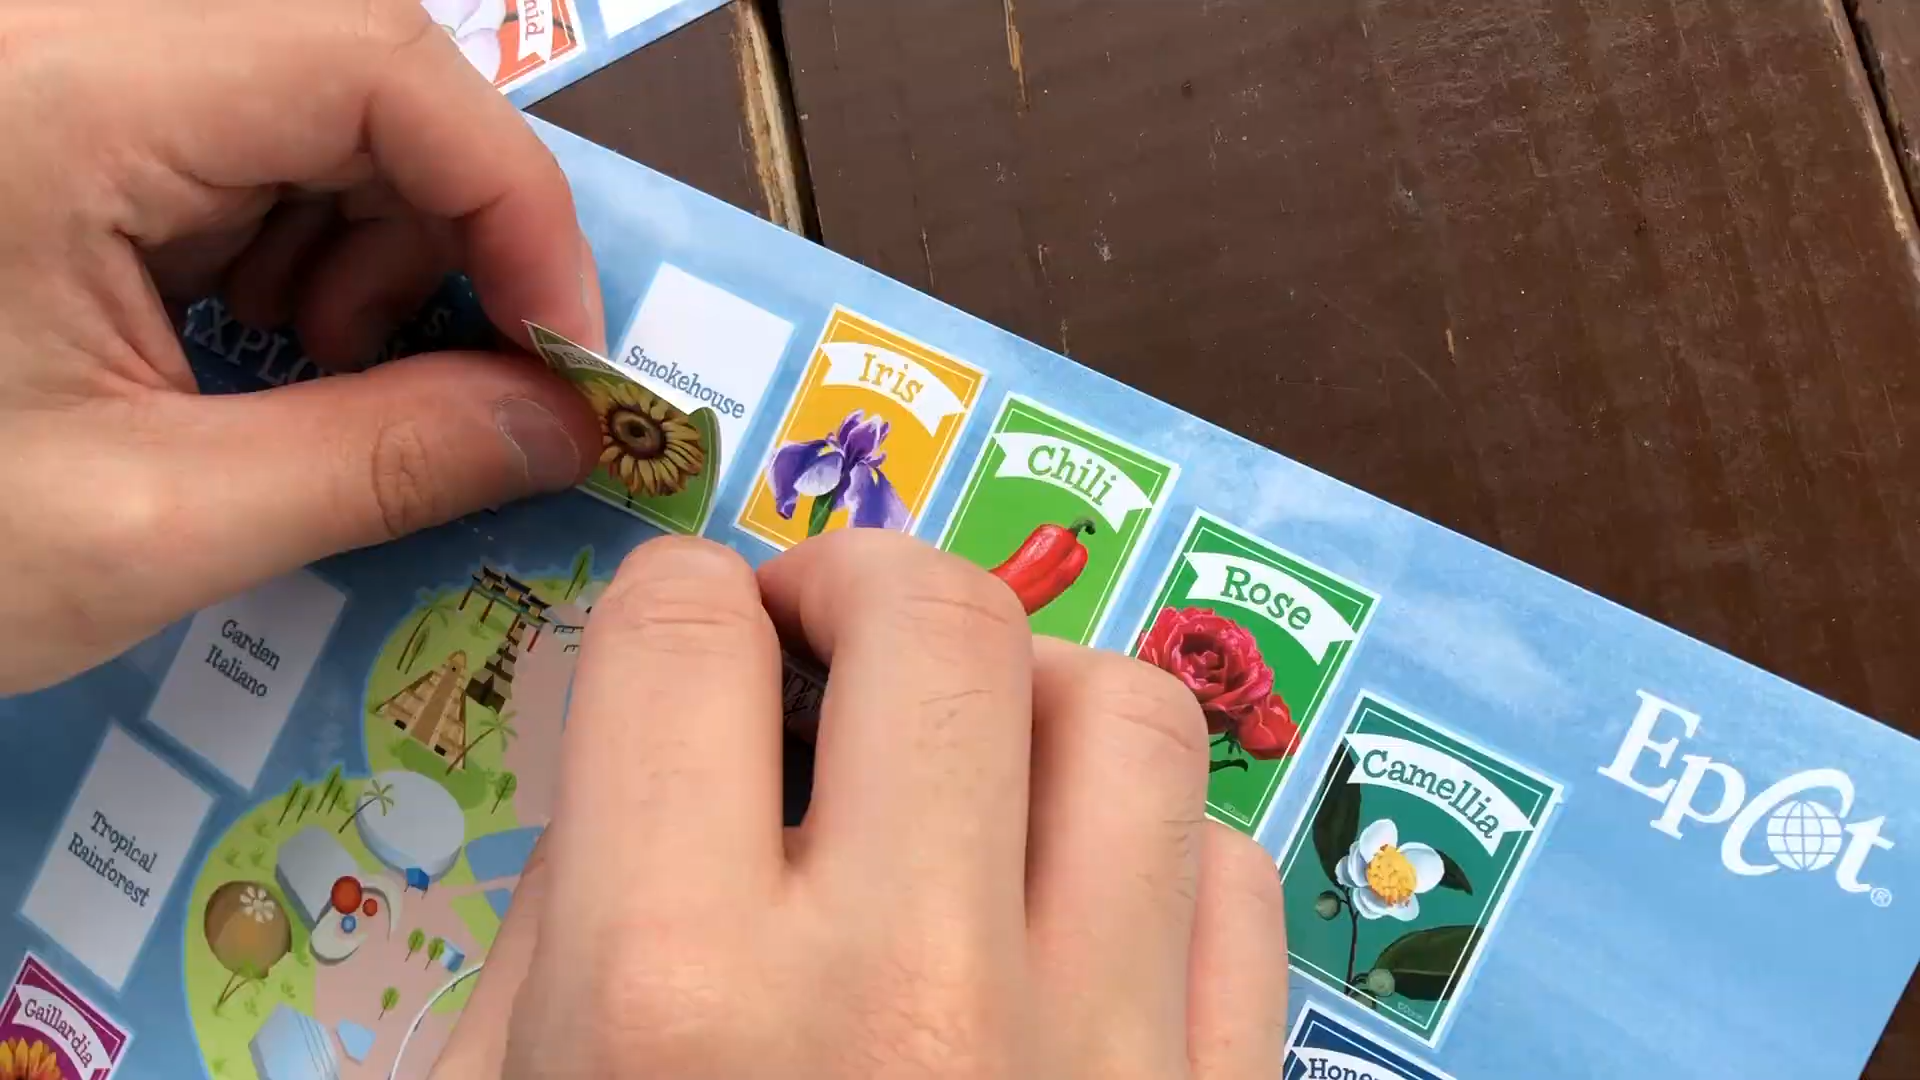 Smokehouse
Iris
Chili
Rose
Camellia
Epcot®
Garden
Italiano
Tropical
Rainforest
Gaillardia